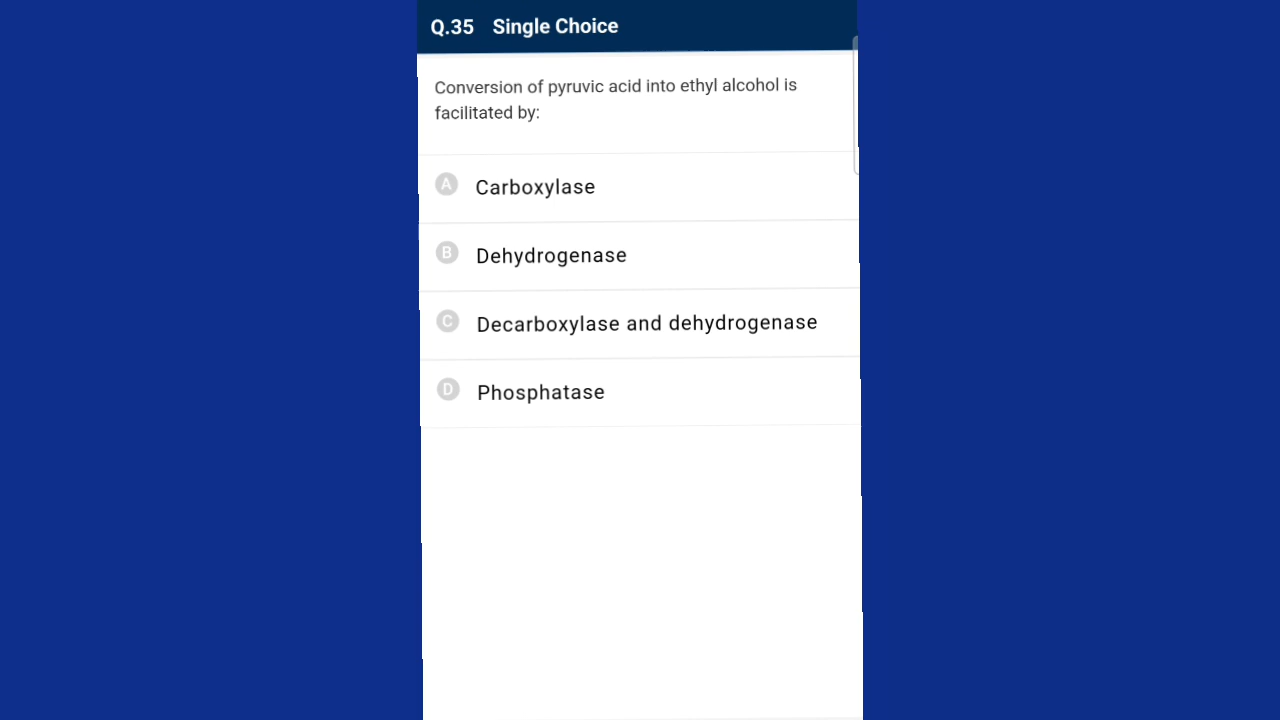 Q.35 Single Choice
Conversion of pyruvic acid into ethyl alcohol is
facilitated by:
A Carboxylase
B Dehydrogenase
C Decarboxylase and dehydrogenase
D Phosphatase